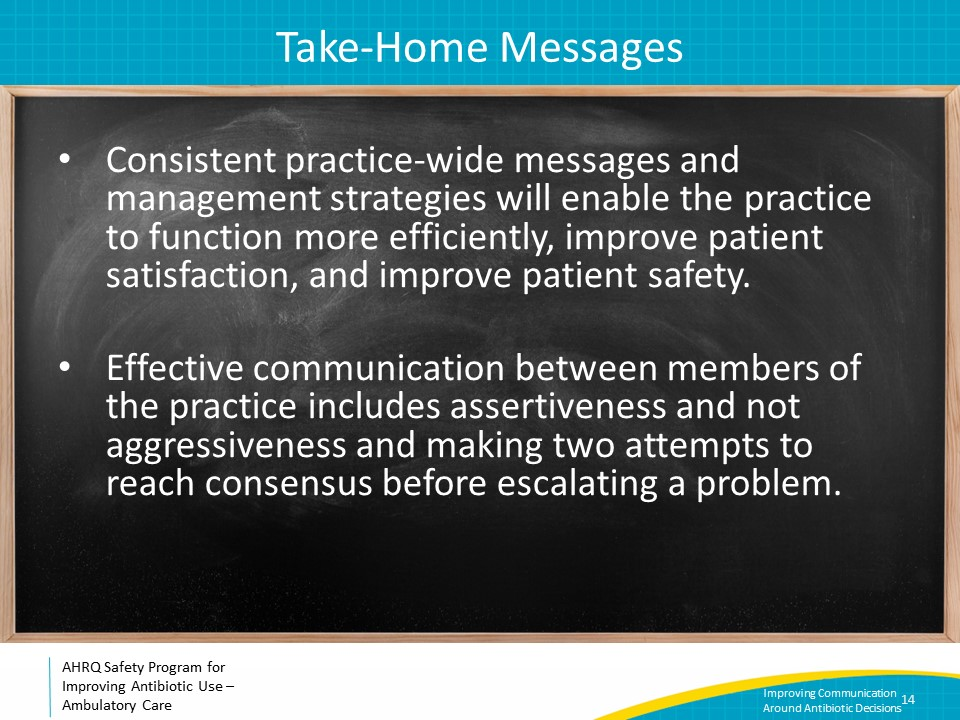 Take-Home Messages
• Consistent practice-wide messages and
management strategies will enable the practice
to function more efficiently, improve patient
satisfaction, and improve patient safety.
• Effective communication between members of
the practice includes assertiveness and not
aggressiveness and making two attempts to
reach consensus before escalating a problem.
AHRQ Safety Program for
Improving Antibiotic Use –
Ambulatory Care
Improving Communication
Around Antibiotic Decisions
14